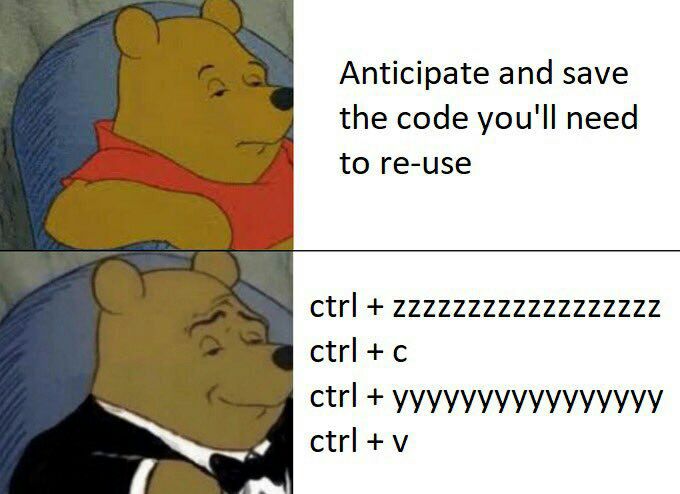 Anticipate and save
the code you'll need
to re-use
ctrl + zzzzzzzzzzzzzzzzzz
ctrl + c
ctrl + yyyyyyyyyyyyyyyy
ctrl + v